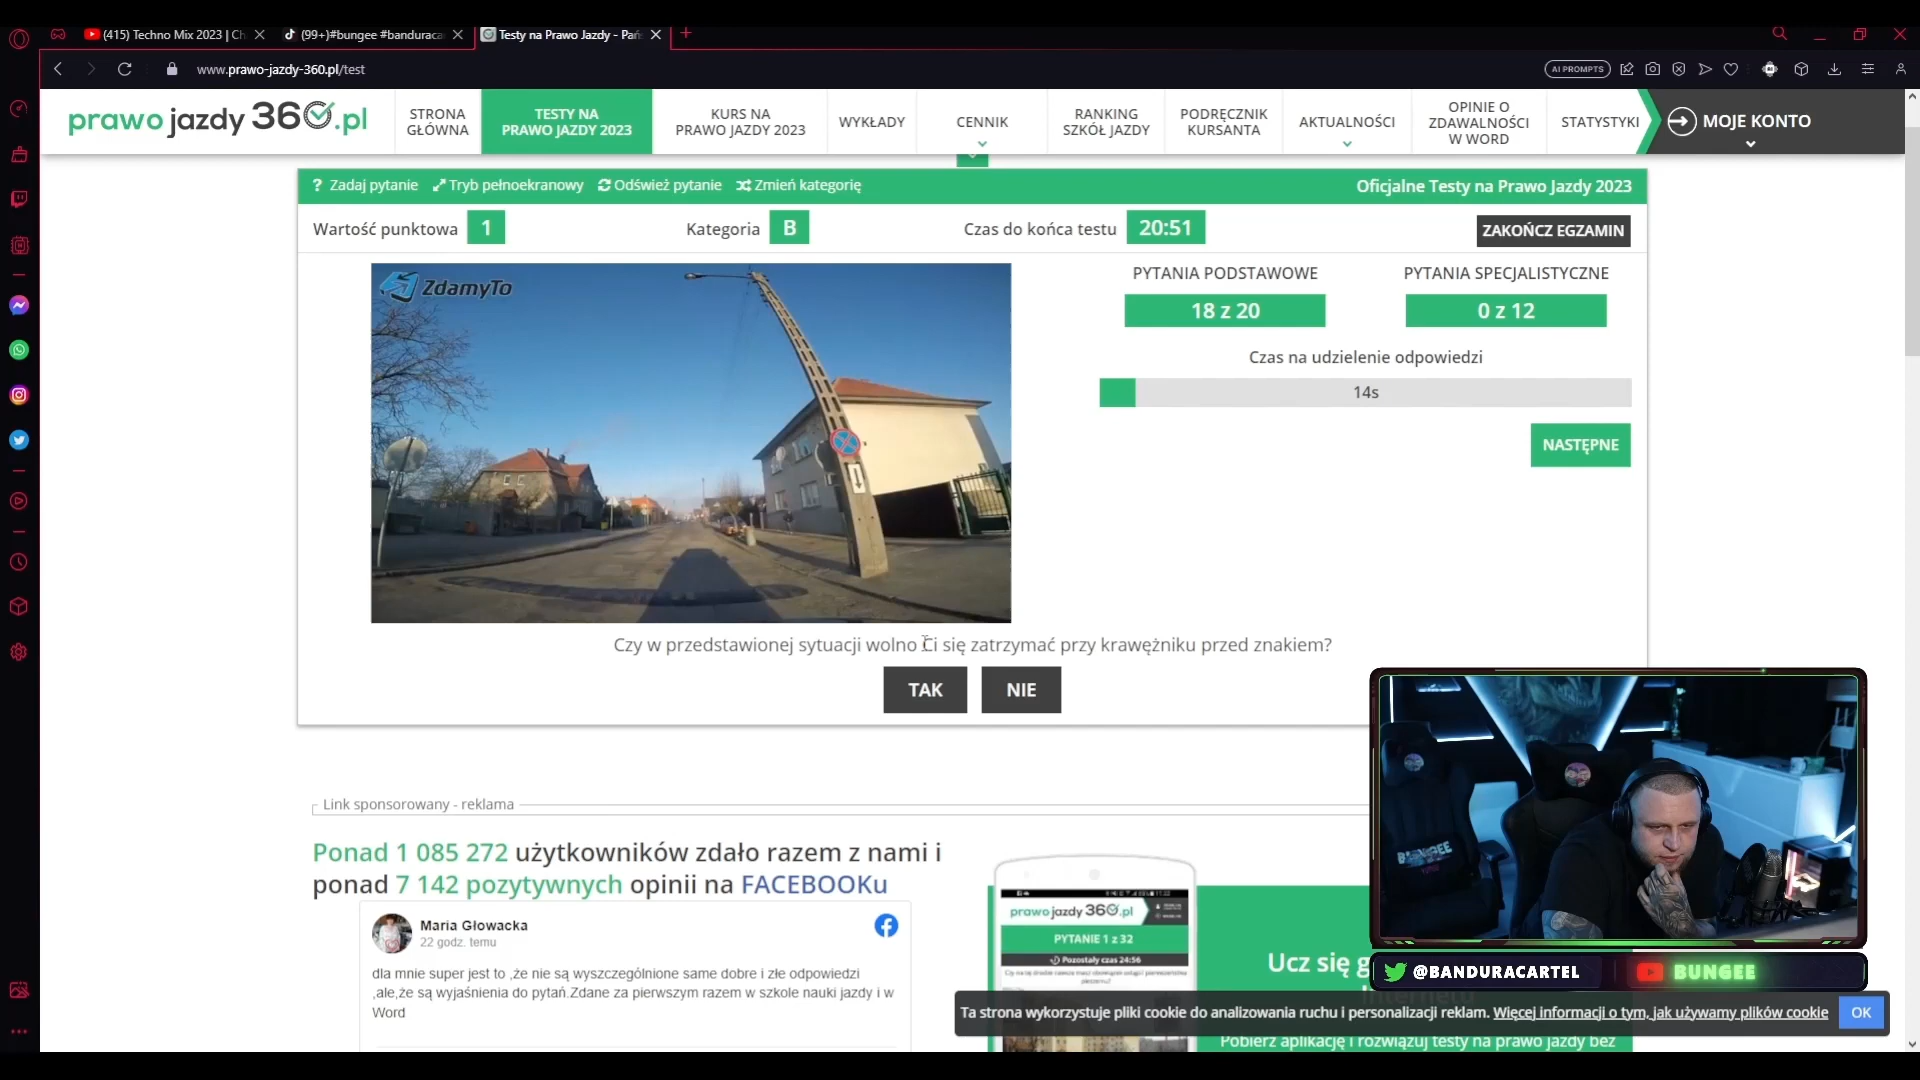 (415) Techno Mix 2023 | Ch
(99+)#bungee #banduraca
Testy na Prawo Jazdy - Pań
www.prawo-jazdy-360.pl/test
AI PROMPTS
prawo jazdy 360.pl
STRONA
GŁÓWNA
TESTY NA
PRAWO JAZDY 2023
KURS NA
PRAWO JAZDY 2023
WYKŁADY
CENNIK
RANKING
SZKÓŁ JAZDY
PODRĘCZNIK
KURSANTA
AKTUALNOŚCI
OPINIE O
ZDAWALNOŚCI
W WORD
STATYSTYKI
MOJE KONTO
? Zadaj pytanie
Tryb pełnoekranowy
Odśwież pytanie
Zmień kategorię
Oficjalne Testy na Prawo Jazdy 2023
Wartość punktowa 1
Kategoria B
Czas do końca testu 20:51
ZAKOŃCZ EGZAMIN
ZdamyTo
PYTANIA PODSTAWOWE
18 z 20
PYTANIA SPECJALISTYCZNE
0 z 12
Czas na udzielenie odpowiedzi
14s
NASTĘPNE
Czy w przedstawionej sytuacji wolno Ci się zatrzymać przy krawężniku przed znakiem?
TAK
NIE
Link sponsorowany - reklama
Ponad 1 085 272 użytkowników zdało razem z nami i
ponad 7 142 pozytywnych opinii na FACEBOOKu
Maria Głowacka
22 godz. temu
dla mnie super jest to ,że nie są wyszczególnione same dobre i złe odpowiedzi
,ale,że są wyjaśnienia do pytań.Zdane za pierwszym razem w szkole nauki jazdy i w
Word
prawo jazdy 360.pl
PYTANIE 1 z 32
Pozostały czas 24:56
Ucz się
BUNGEE
@BANDURACARTEL
BUNGEE
Ta strona wykorzystuje pliki cookie do analizowania ruchu i personalizacji reklam. Więcej informacji o tym, jak używamy plików cookie
OK
Pobierz aplikację i rozwiązuj testy na prawo jazdy bez